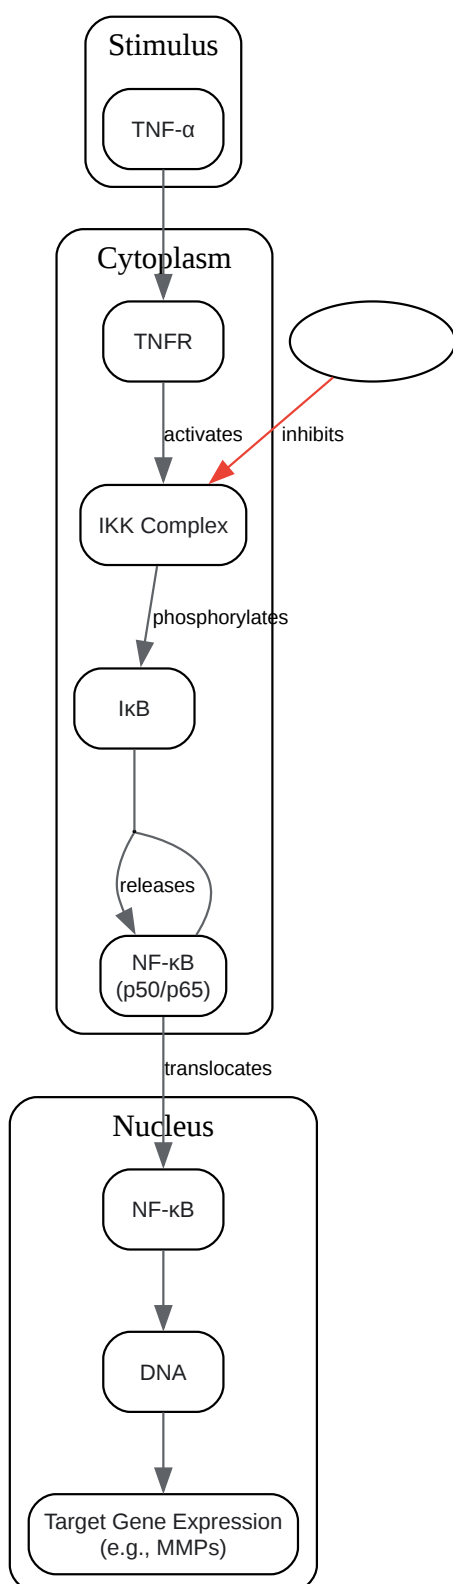 Stimulus
TNF-α
Cytoplasm
TNFR
activates
inhibits
IKK Complex
phosphorylates
IκB
releases
NF-κB
(p50/p65)
translocates
Nucleus
NF-κB
DNA
Target Gene Expression
(e.g., MMPs)